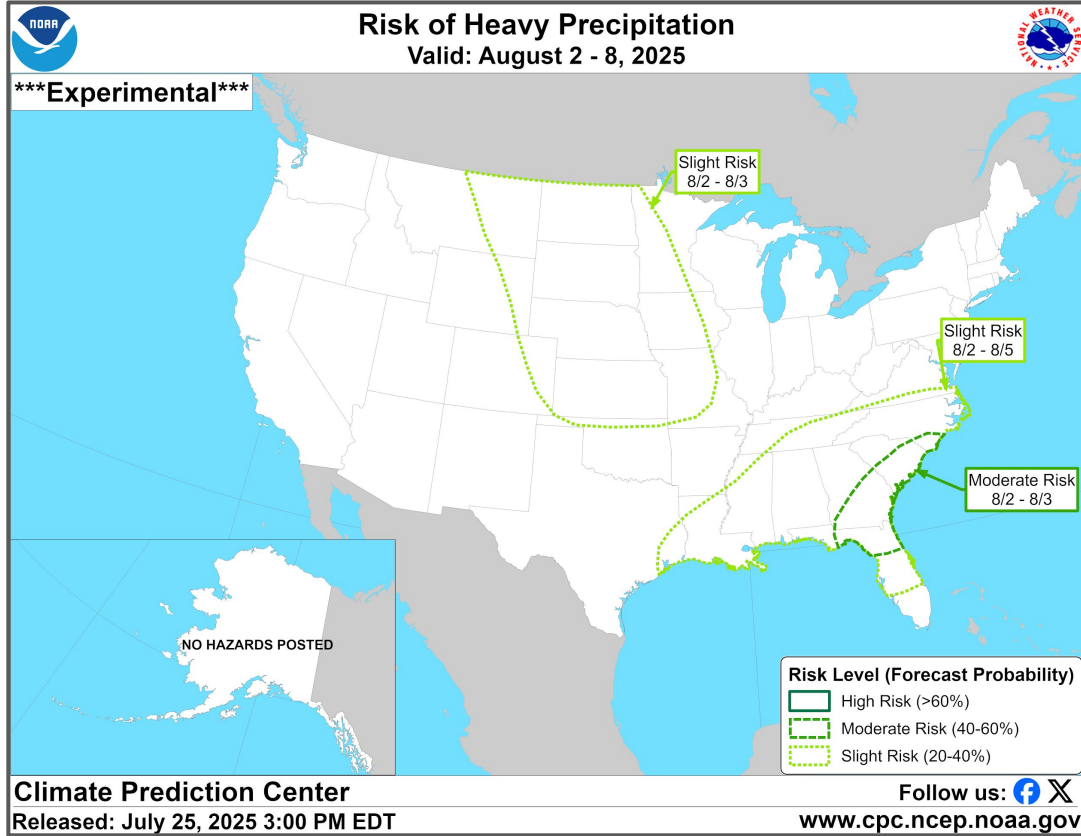 NOAA
Risk of Heavy Precipitation
Valid: August 2 - 8, 2025
NATIONAL WEATHER SERVICE
***Experimental***
Slight Risk
8/2 - 8/3
Slight Risk
8/2 - 8/5
Moderate Risk
8/2 - 8/3
NO HAZARDS POSTED
Risk Level (Forecast Probability)
High Risk (>60%)
Moderate Risk (40-60%)
Slight Risk (20-40%)
Climate Prediction Center
Follow us:
Released: July 25, 2025 3:00 PM EDT
www.cpc.ncep.noaa.gov